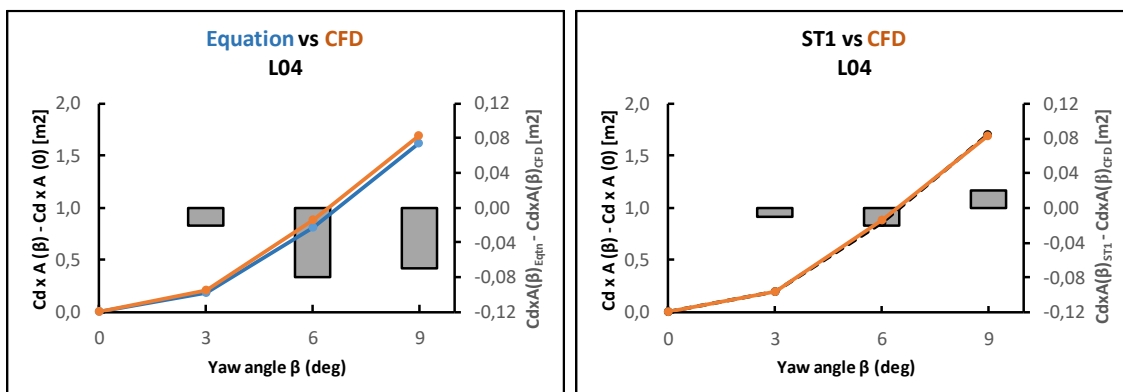 Equation vs CFD
L04
Cd x A (β) - Cd x A (0) [m2]
2,0
1,5
1,0
0,5
0,0
0,12
0,08
0,04
0,00
-0,04
-0,08
-0,12
CdxA(β)Eqtn - CdxA(β)CFD [m2]
0 3 6 9
Yaw angle β (deg)
ST1 vs CFD
L04
Cd x A (β) - Cd x A (0) [m2]
2,0
1,5
1,0
0,5
0,0
0,12
0,08
0,04
0,00
-0,04
-0,08
-0,12
CdxA(β)ST1 - CdxA(β)CFD [m2]
0 3 6 9
Yaw angle β (deg)